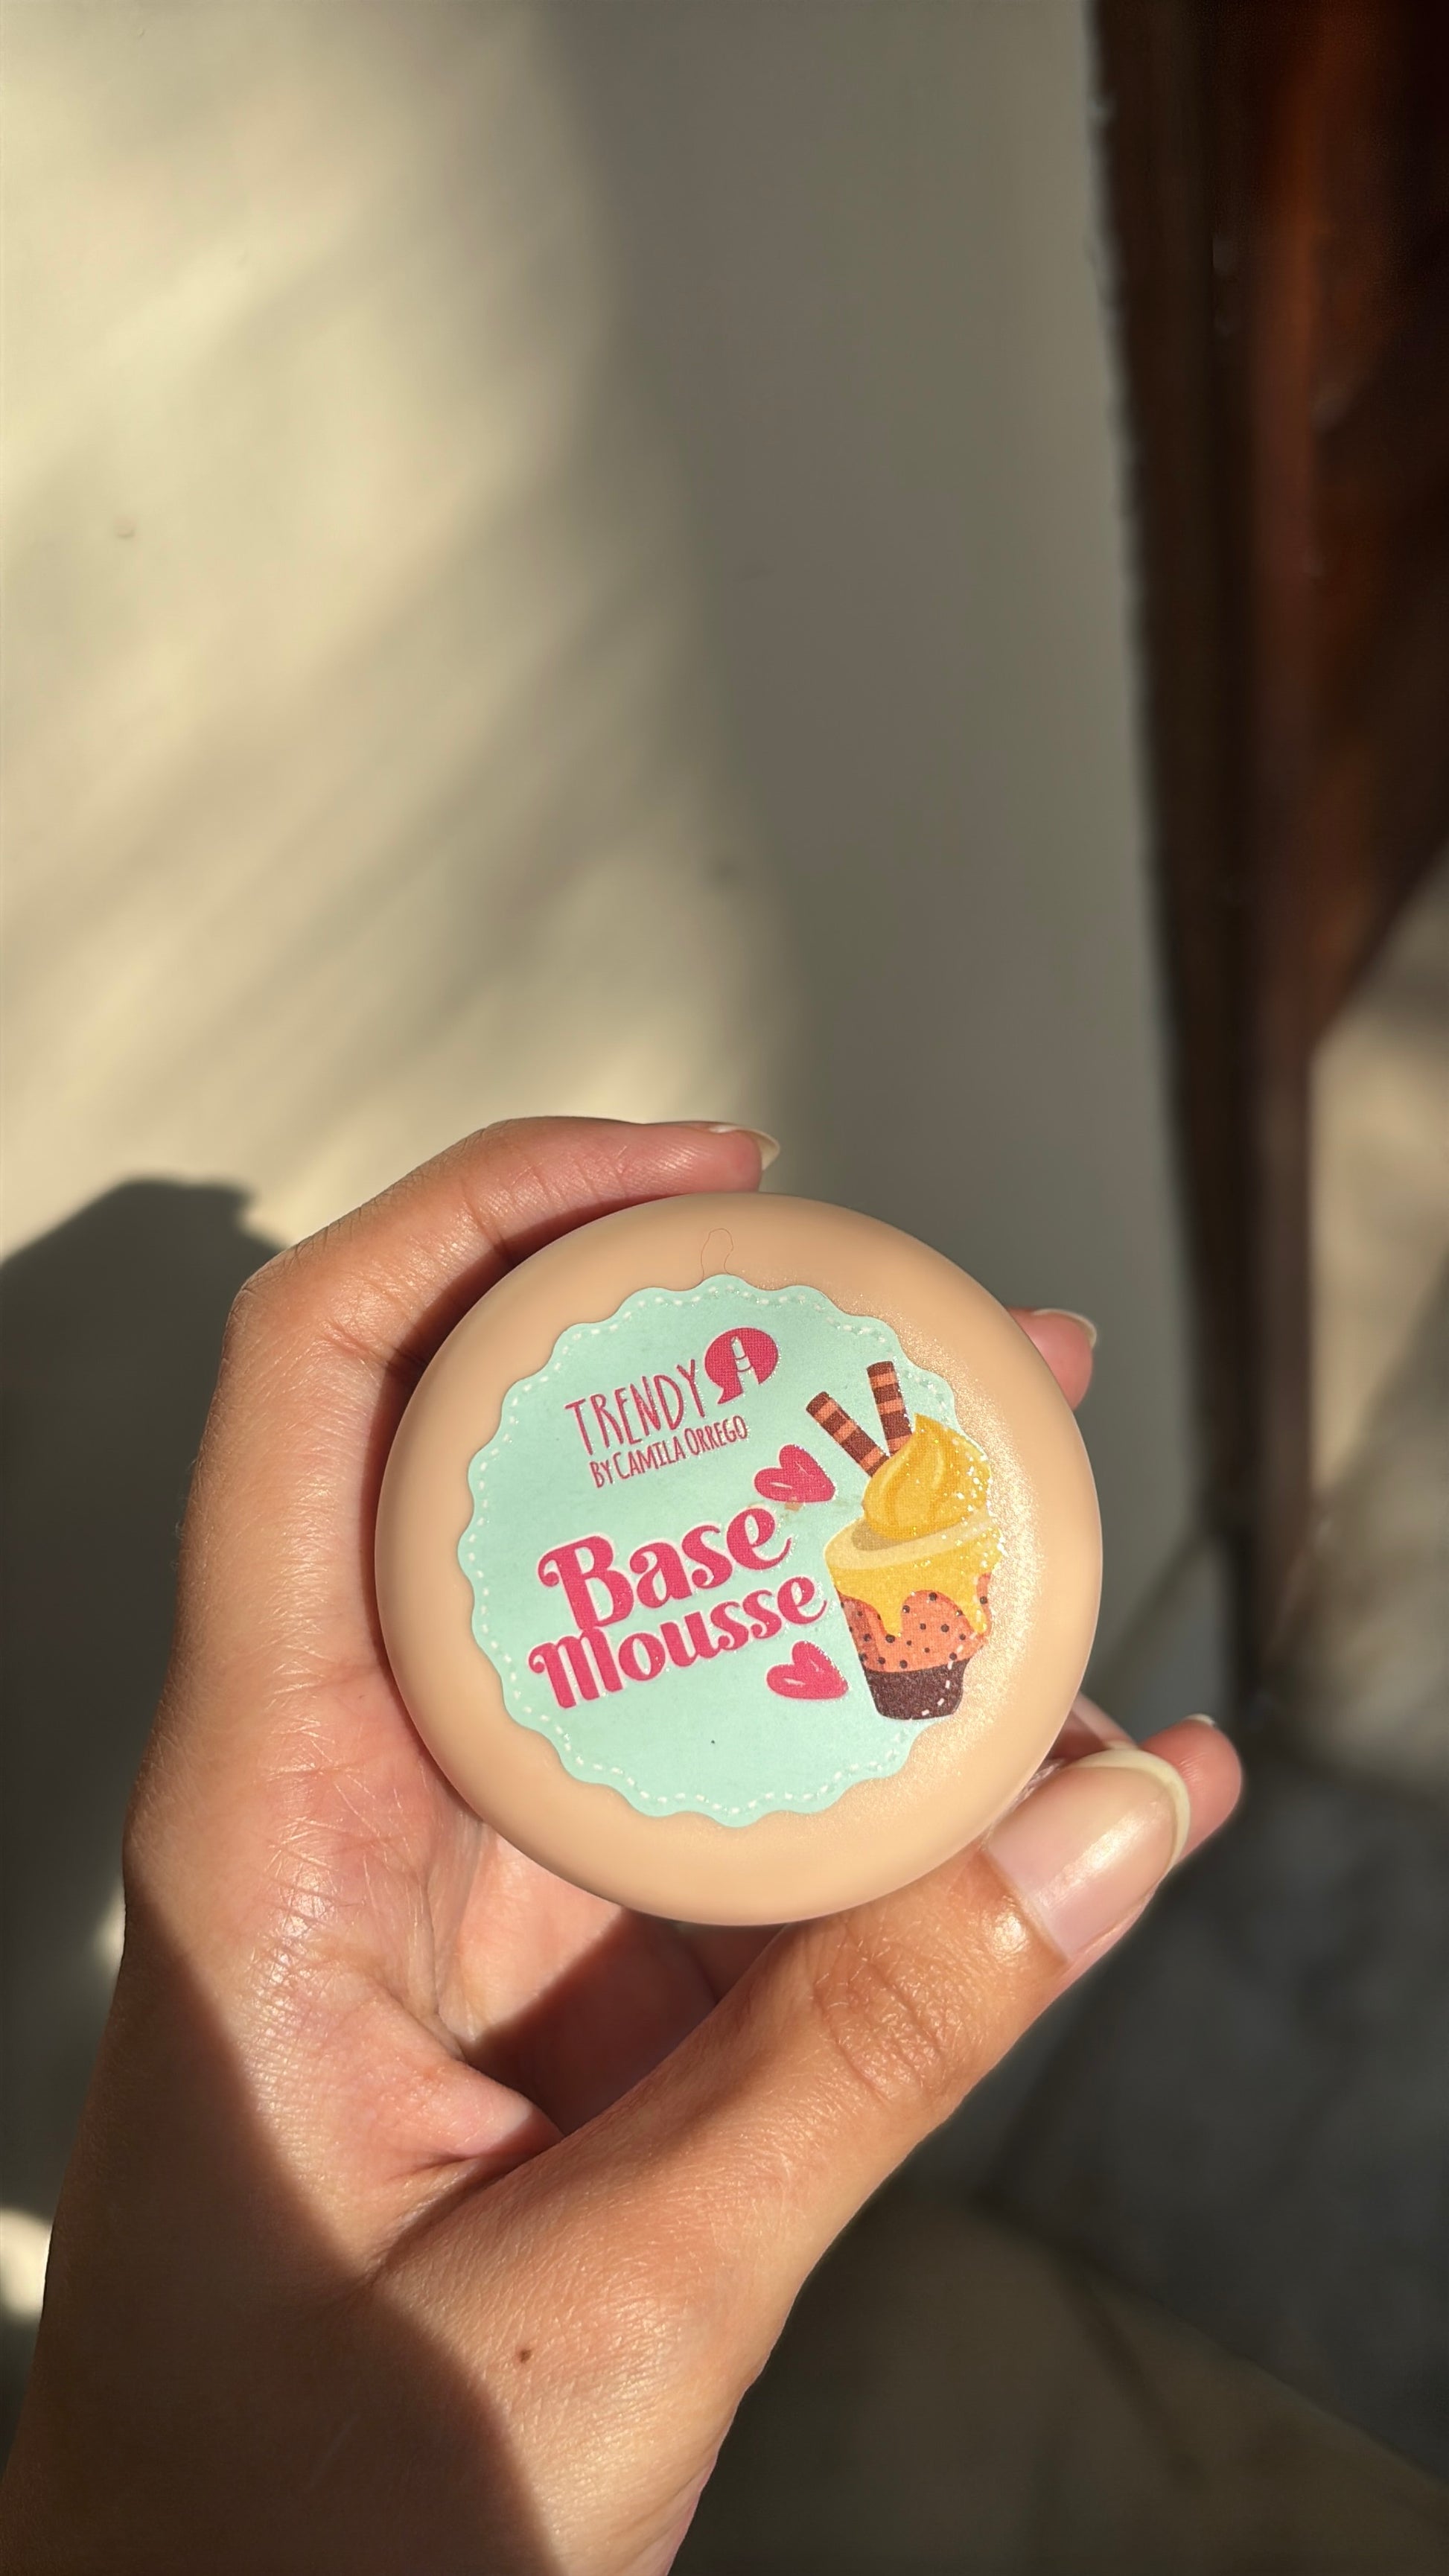 TRENDY
BY CAMILA ORREGO
Base
Mousse